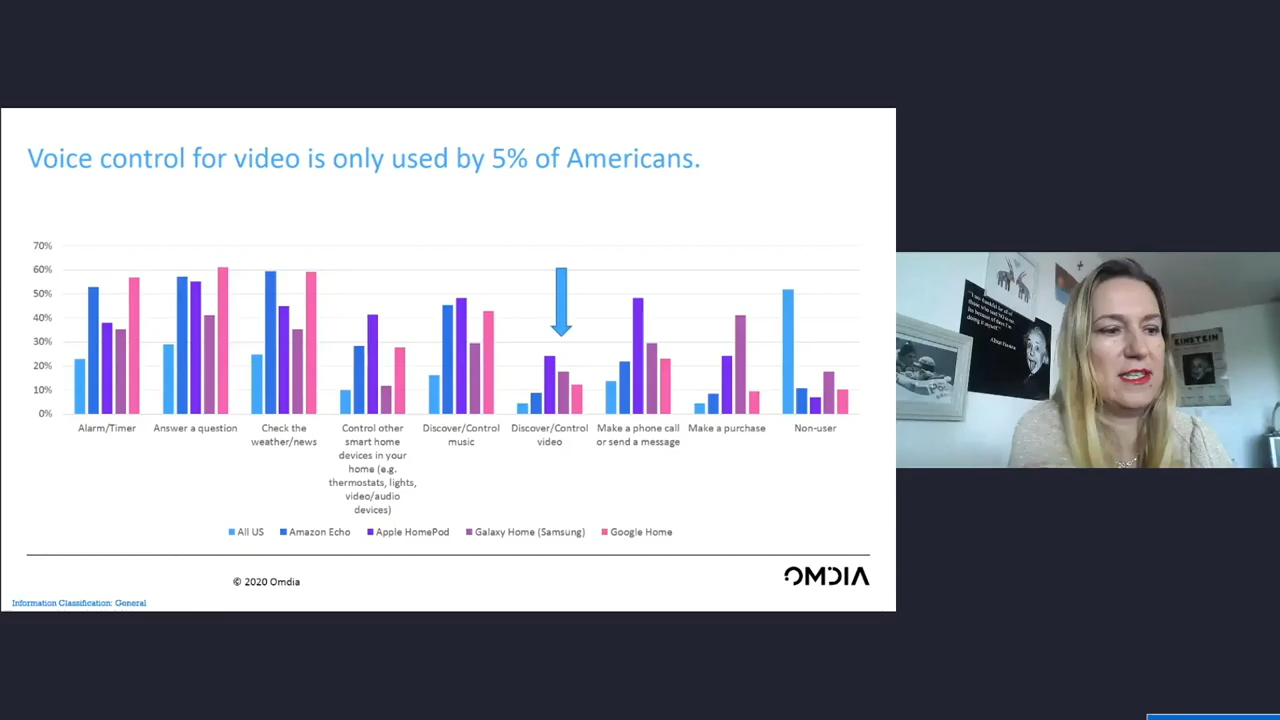 Voice control for video is only used by 5% of Americans.
70%
60%
50%
40%
30%
20%
10%
0%
Alarm/Timer
Answer a question
Check the
weather/news
Control other
smart home
devices in your
home (e.g.
thermostats, lights,
video/audio
devices)
Discover/Control
music
Discover/Control
video
Make a phone call
or send a message
Make a purchase
Non-user
All US
Amazon Echo
Apple HomePod
Galaxy Home (Samsung)
Google Home
© 2020 Omdia
OMDIA
Information Classification: General
EINSTEIN